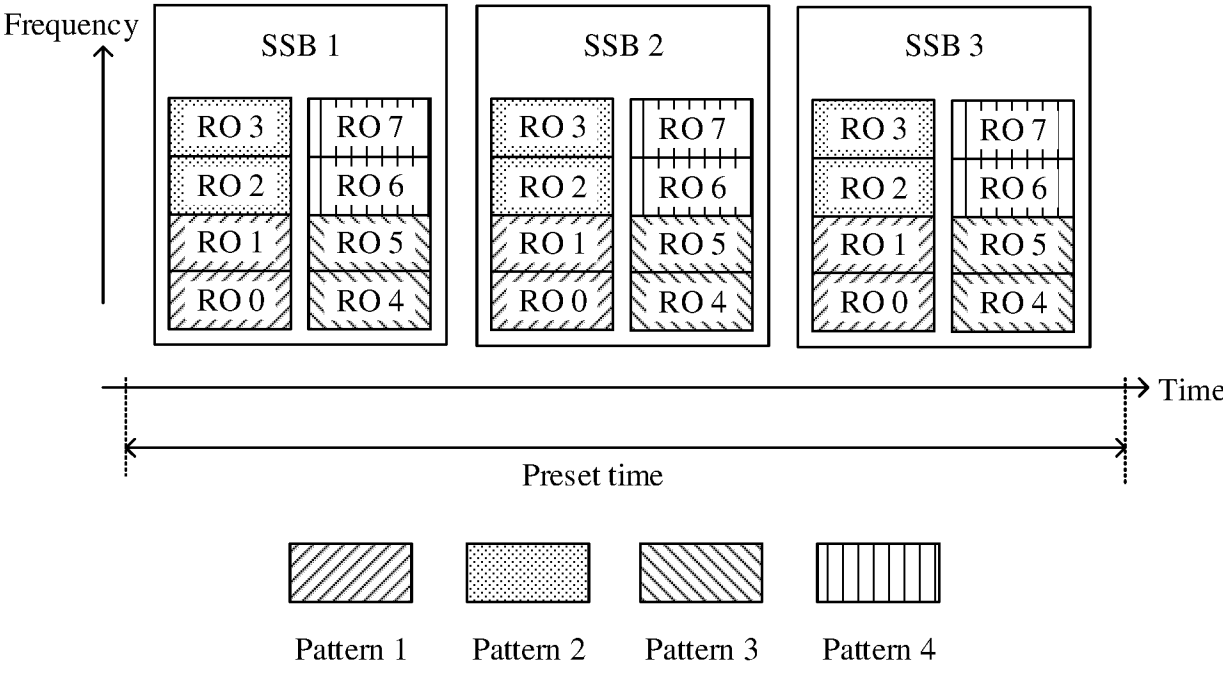 Frequency
SSB 1
SSB 2
SSB 3
RO 3 RO 7 RO 3 RO 7 RO 3 RO 7
RO 2 RO 6 RO 2 RO 6 RO 2 RO 6
RO 1 RO 5 RO 1 RO 5 RO 1 RO 5
RO 0 RO 4 RO 0 RO 4 RO 0 RO 4
Time
Preset time
Pattern 1 Pattern 2 Pattern 3 Pattern 4